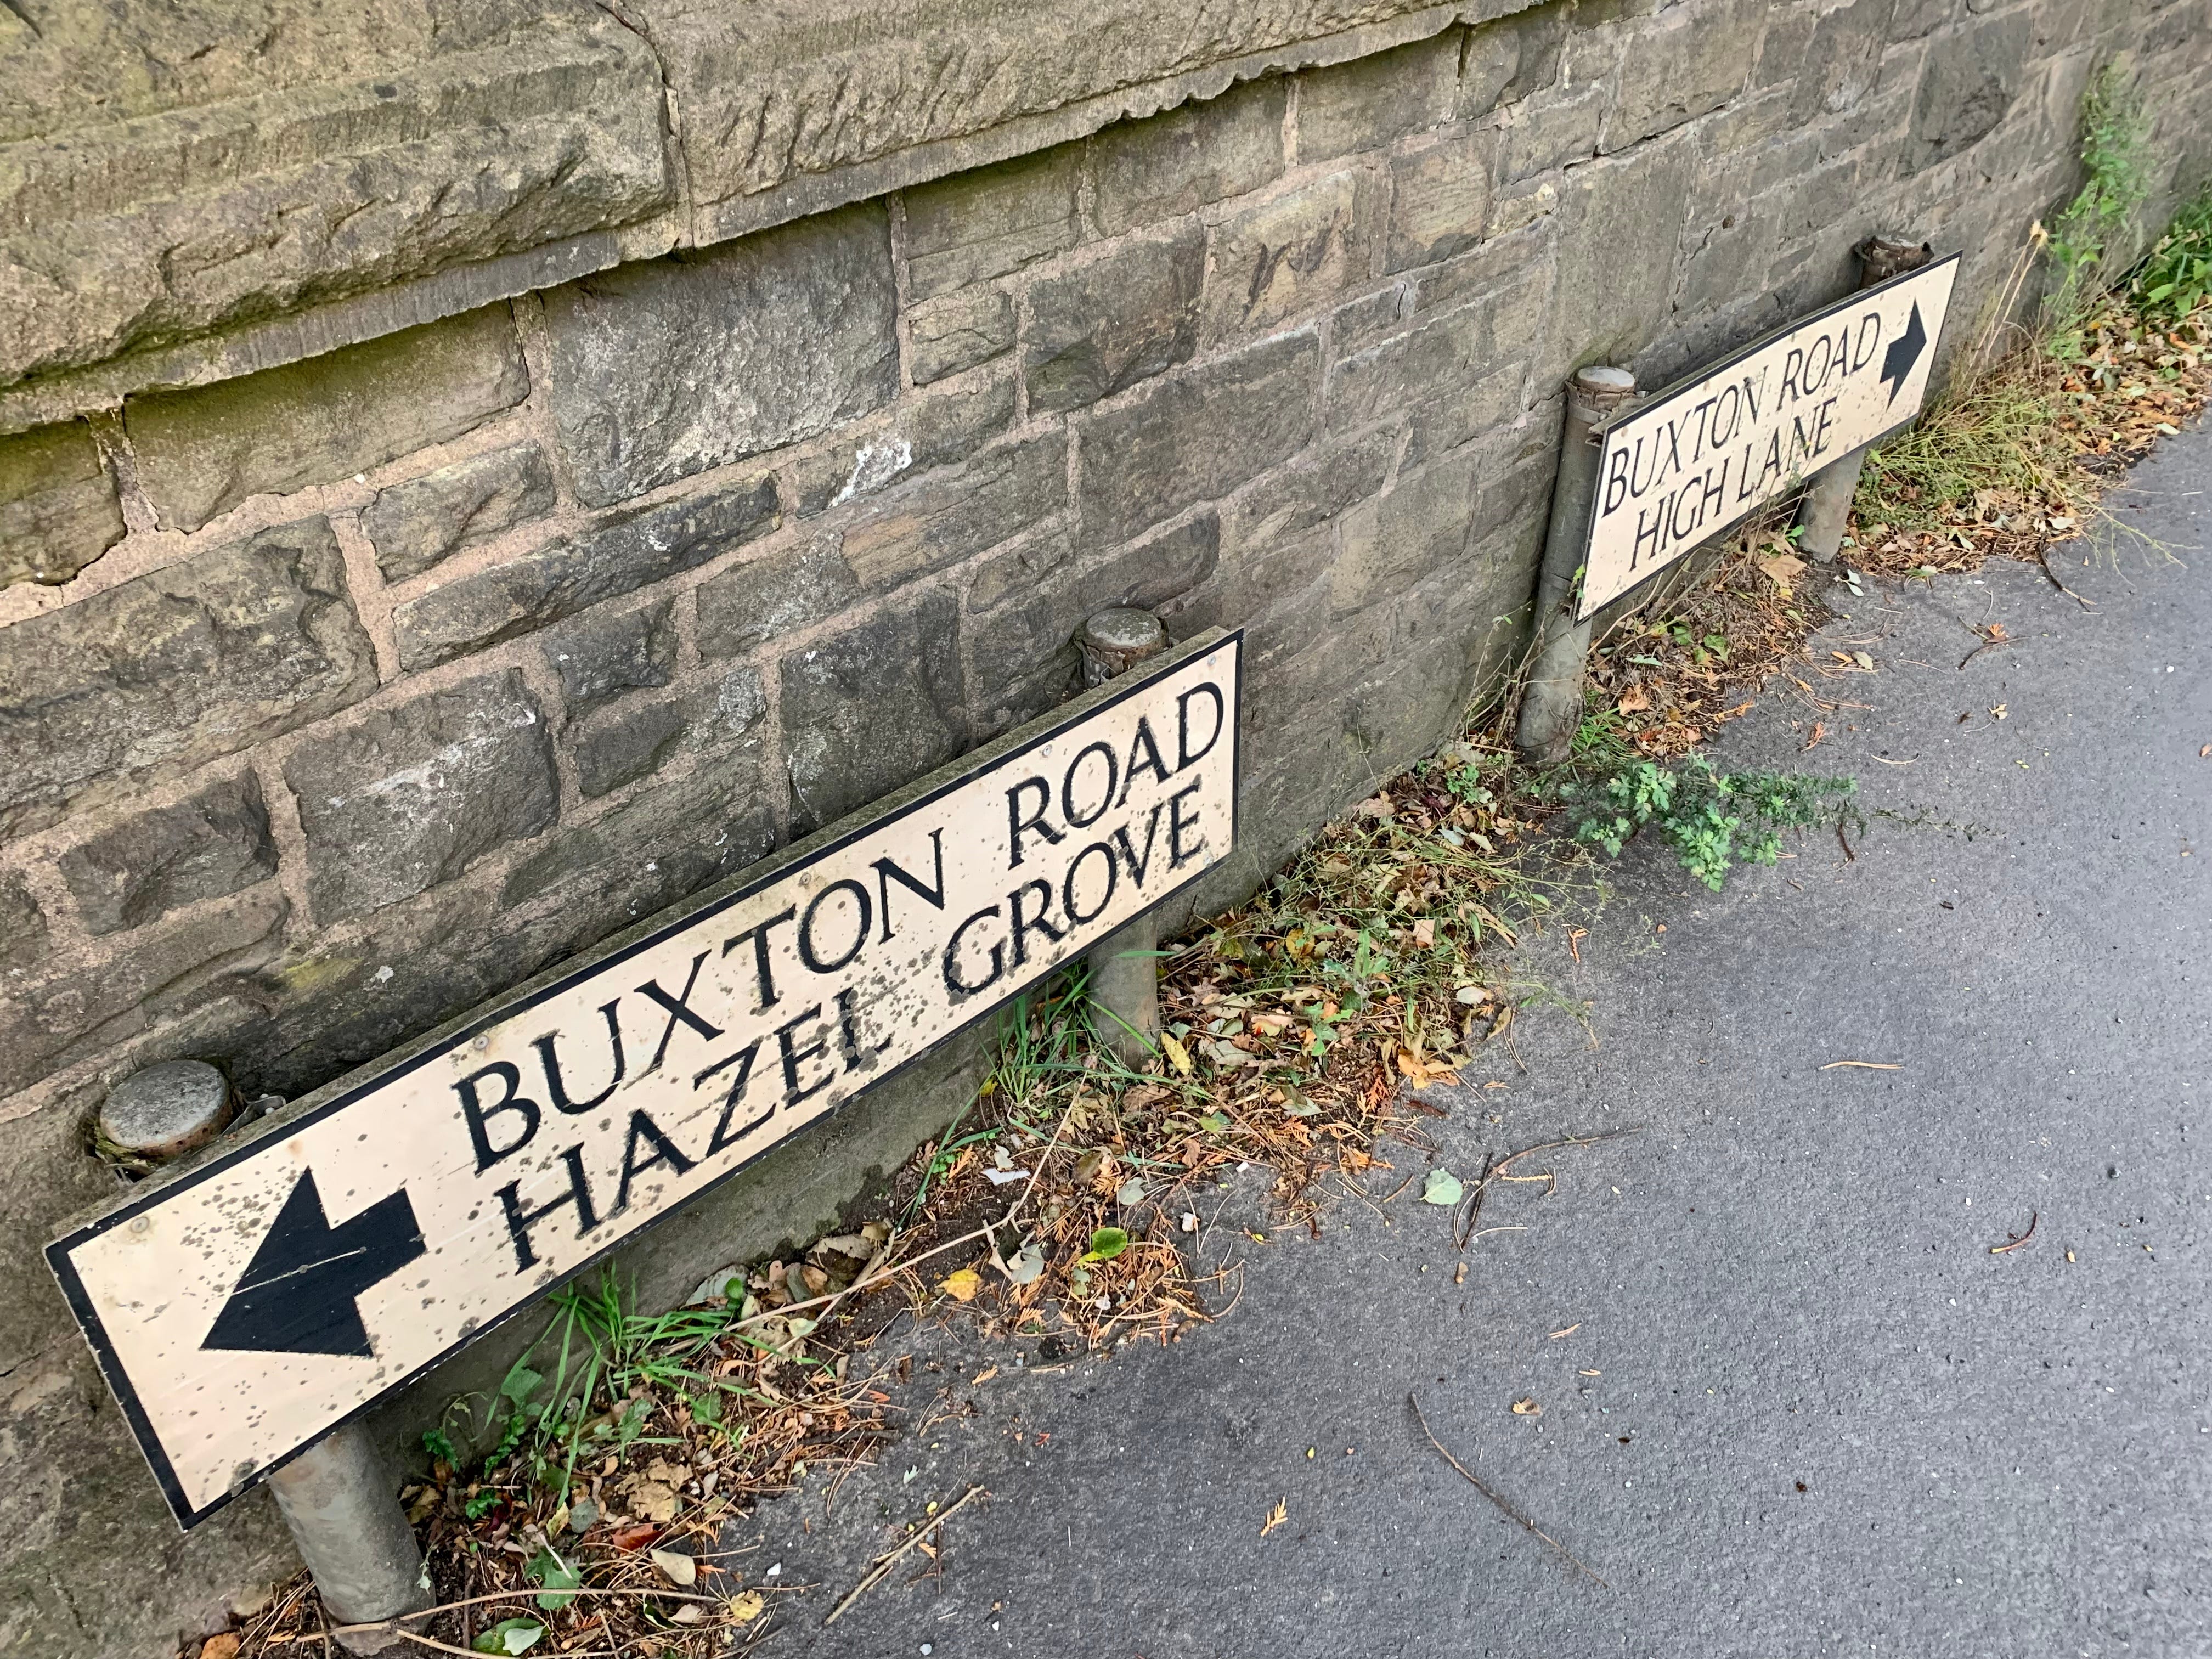 BUXTON ROAD
HAZEL GROVE
BUXTON ROAD
HIGH LANE